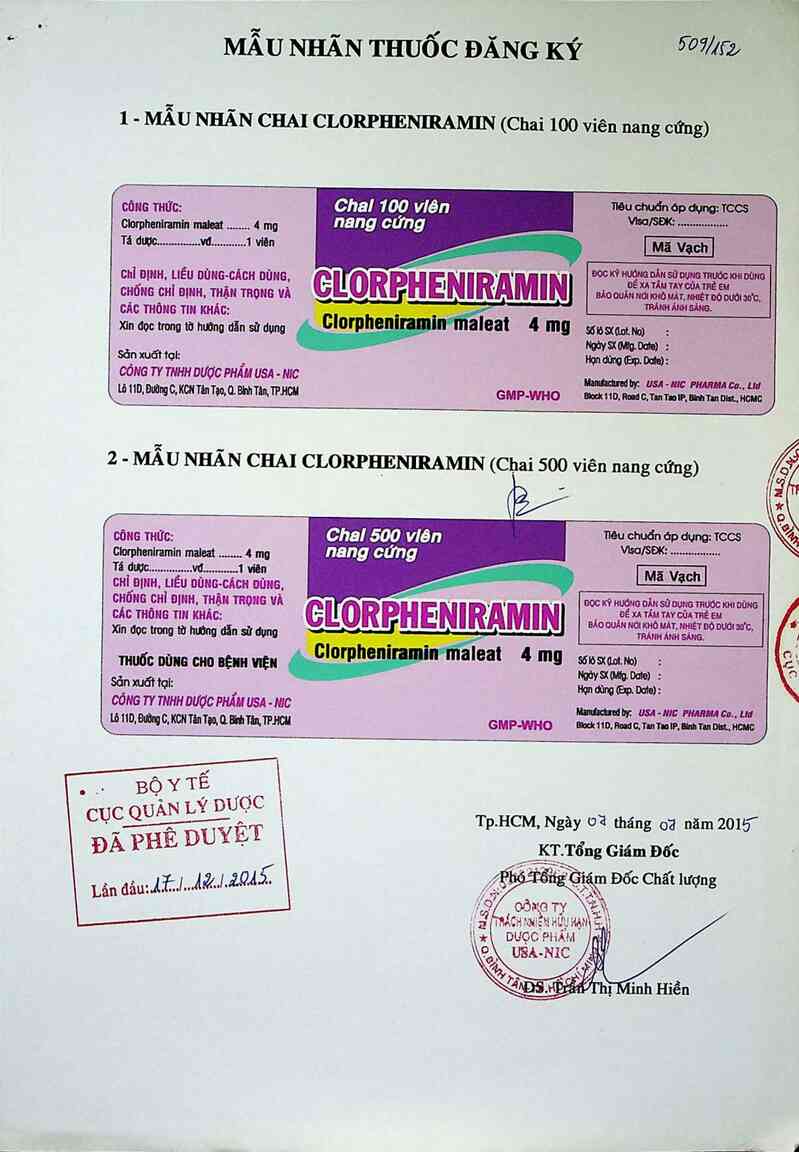 MẪU NHÃN THUỐC ĐĂNG KÝ
509/152
1 - MẪU NHÃN CHAI CLORPHENIRAMIN (Chai 100 viên nang cứng)
CÔNG THỨC:
Clorpheniramin maleat ........ 4 mg
Tá dược...............vđ............1 viên
CHỈ ĐỊNH, LIỀU DÙNG-CÁCH DÙNG,
CHỐNG CHỈ ĐỊNH, THẬN TRỌNG VÀ
CÁC THÔNG TIN KHÁC:
Xin đọc trong tờ hướng dẫn sử dụng
Sản xuất tại:
CÔNG TY TNHH DƯỢC PHẨM USA - NIC
Lô 11D, Đường C, KCN Tân Tạo, Q. Bình Tân, TP.HCM
Chai 100 viên
nang cứng
CLORPHENIRAMIN
Clorpheniramin maleat 4 mg
GMP-WHO
Tiêu chuẩn áp dụng: TCCS
Visa/SĐK: .................
Mã Vạch
ĐỌC KỸ HƯỚNG DẪN SỬ DỤNG TRƯỚC KHI DÙNG
ĐỂ XA TẦM TAY CỦA TRẺ EM
BẢO QUẢN NƠI KHÔ MÁT, NHIỆT ĐỘ DƯỚI 30°C,
TRÁNH ÁNH SÁNG.
Số lô SX (Lot. No) :
Ngày SX (Mfg. Date) :
Hạn dùng (Exp. Date) :
Manufactured by: USA - NIC PHARMA Co., Ltd
Block 11D, Road C, Tan Tao IP, Binh Tan Dist., HCMC
2 - MẪU NHÃN CHAI CLORPHENIRAMIN (Chai 500 viên nang cứng)
CÔNG THỨC:
Clorpheniramin maleat ........ 4 mg
Tá dược...............vđ............1 viên
CHỈ ĐỊNH, LIỀU DÙNG-CÁCH DÙNG,
CHỐNG CHỈ ĐỊNH, THẬN TRỌNG VÀ
CÁC THÔNG TIN KHÁC:
Xin đọc trong tờ hướng dẫn sử dụng
THUỐC DÙNG CHO BỆNH VIỆN
Sản xuất tại:
CÔNG TY TNHH DƯỢC PHẨM USA - NIC
Lô 11D, Đường C, KCN Tân Tạo, Q. Bình Tân, TP.HCM
Chai 500 viên
nang cứng
CLORPHENIRAMIN
Clorpheniramin maleat 4 mg
GMP-WHO
Tiêu chuẩn áp dụng: TCCS
Visa/SĐK: .................
Mã Vạch
ĐỌC KỸ HƯỚNG DẪN SỬ DỤNG TRƯỚC KHI DÙNG
ĐỂ XA TẦM TAY CỦA TRẺ EM
BẢO QUẢN NƠI KHÔ MÁT, NHIỆT ĐỘ DƯỚI 30°C,
TRÁNH ÁNH SÁNG.
Số lô SX (Lot. No) :
Ngày SX (Mfg. Date) :
Hạn dùng (Exp. Date) :
Manufactured by: USA - NIC PHARMA Co., Ltd
Block 11D, Road C, Tan Tao IP, Binh Tan Dist., HCMC
CỤC
BỘ Y TẾ
CỤC QUẢN LÝ DƯỢC
ĐÃ PHÊ DUYỆT
Lần đầu: 17 / 12 / 2015
Tp.HCM, Ngày tháng năm 2015
KT.Tổng Giám Đốc
Phó Tổng Giám Đốc Chất lượng
CÔNG TY
TRÁCH NHIỆM HỮU HẠN
DƯỢC PHẨM
USA-NIC
DS. Trần Thị Minh Hiền